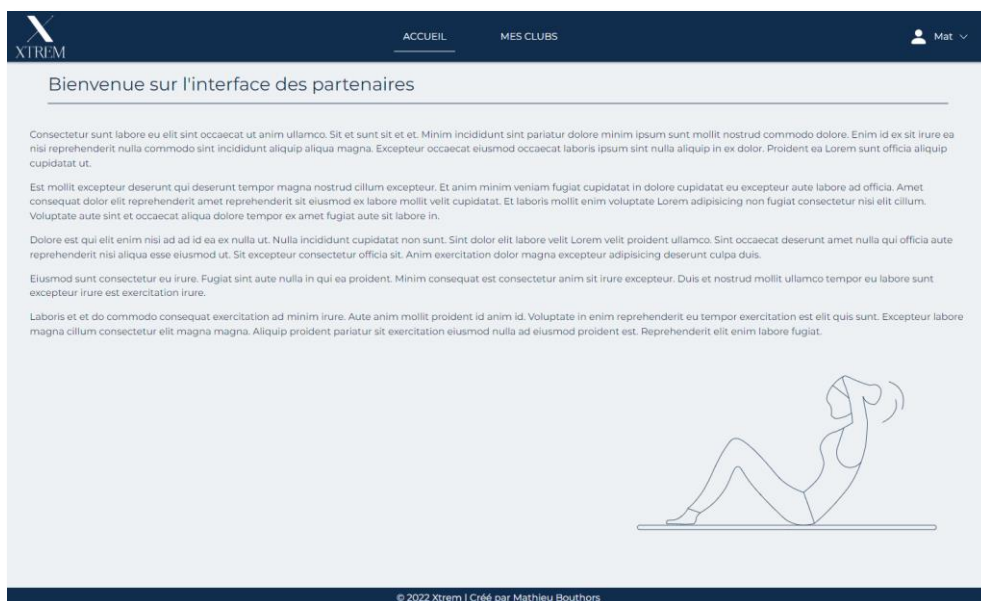 X
XTREM
ACCUEIL
MES CLUBS
Mat
Bienvenue sur l'interface des partenaires
Consectetur sunt labore eu elit sint occaecat ut anim ullamco. Sit et sunt sit et et. Minim incididunt sint pariatur dolore minim ipsum sunt mollit nostrud commodo dolore. Enim id ex sit irure ea
nisi reprehenderit nulla commodo sint incididunt aliquip aliqua magna. Excepteur occaecat eiusmod occaecat laboris ipsum sint nulla aliquip in ex dolor. Proident ea Lorem sunt officia aliquip
cupidatat ut.
Est mollit excepteur deserunt qui deserunt tempor magna nostrud cillum excepteur. Et anim minim veniam fugiat cupidatat in dolore cupidatat eu excepteur aute labore ad officia. Amet
consequat dolor elit reprehenderit amet reprehenderit sit eiusmod ex labore mollit velit cupidatat. Et laboris mollit enim voluptate Lorem adipisicing non fugiat consectetur nisi elit cillum.
Voluptate aute sint et occaecat aliqua dolore tempor ex amet fugiat aute sit labore in.
Dolore est qui elit enim nisi ad ad id ea ex nulla ut. Nulla incididunt cupidatat non sunt. Sint dolor elit labore velit Lorem velit proident ullamco. Sint occaecat deserunt amet nulla qui officia aute
reprehenderit nisi aliqua esse eiusmod ut. Sit excepteur consectetur officia sit. Anim exercitation dolor magna excepteur adipisicing deserunt culpa duis.
Eiusmod sunt consectetur eu irure. Fugiat sint aute nulla in qui ea proident. Minim consequat est consectetur anim sit irure excepteur. Duis et nostrud mollit ullamco tempor eu labore sunt
excepteur irure est exercitation irure.
Laboris et et do commodo consequat exercitation ad minim irure. Aute anim mollit proident id anim id. Voluptate in enim reprehenderit eu tempor exercitation est elit quis sunt. Excepteur labore
magna cillum consectetur elit magna magna. Aliquip proident pariatur sit exercitation eiusmod nulla ad eiusmod proident est. Reprehenderit elit enim labore fugiat.
© 2022 Xtrem | Créé par Mathieu Bouthors